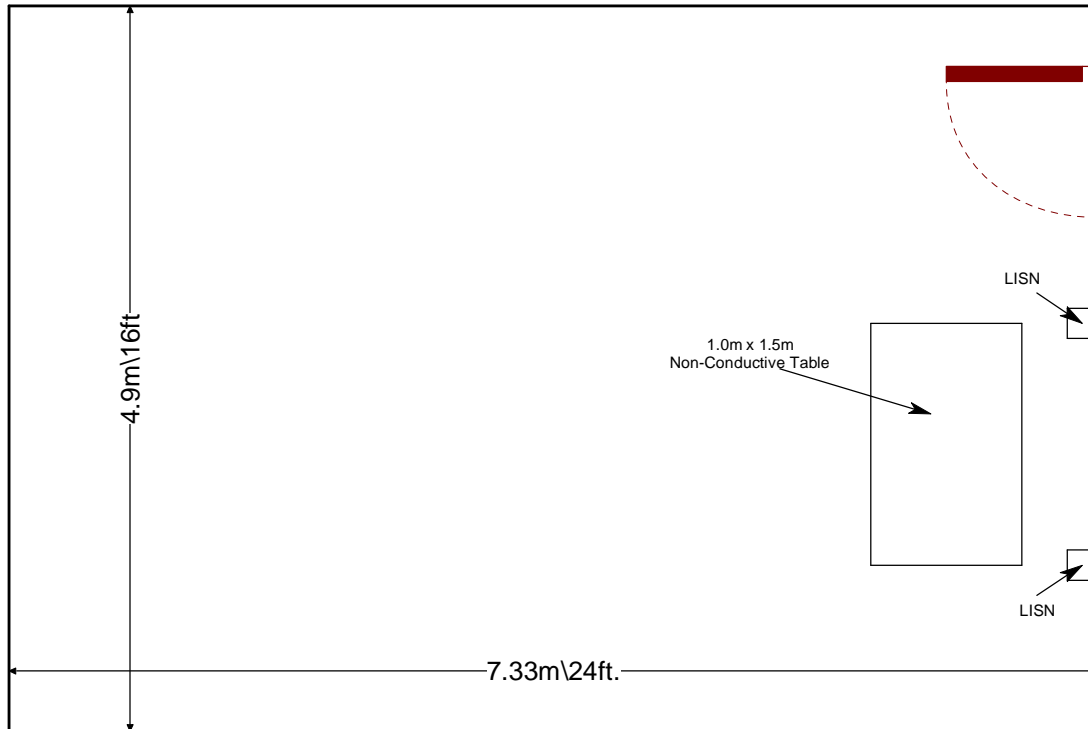 LISN
1.0m x 1.5m
Non-Conductive Table
4.9m\16ft
LISN
7.33m\24ft.